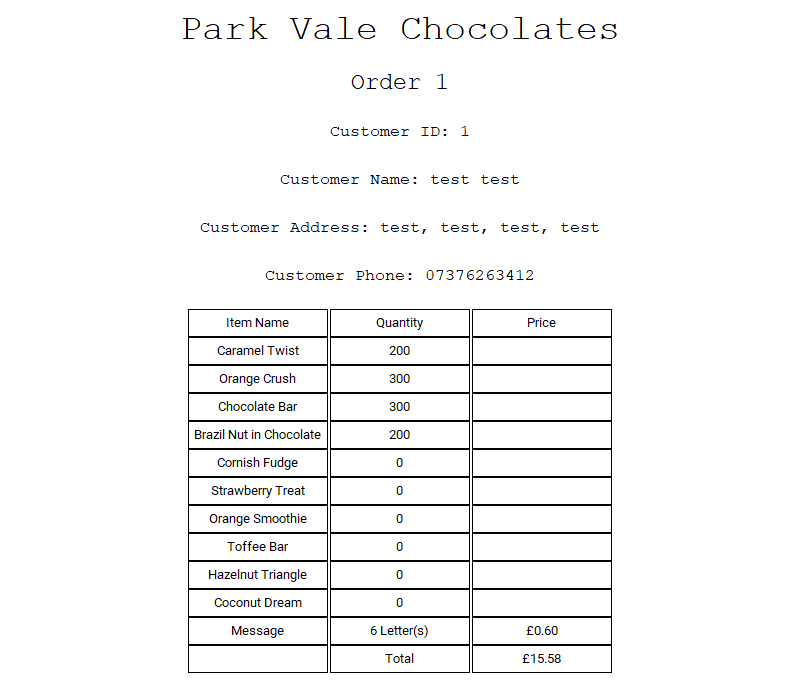 Park Vale Chocolates
Order 1
Customer ID: 1
Customer Name: test test
Customer Address: test, test, test, test
Customer Phone: 07376263412
Item Name Quantity Price
Caramel Twist 200
Orange Crush 300
Chocolate Bar 300
Brazil Nut in Chocolate 200
Cornish Fudge 0
Strawberry Treat 0
Orange Smoothie 0
Toffee Bar 0
Hazelnut Triangle 0
Coconut Dream 0
Message 6 Letter(s) £0.60
Total £15.58